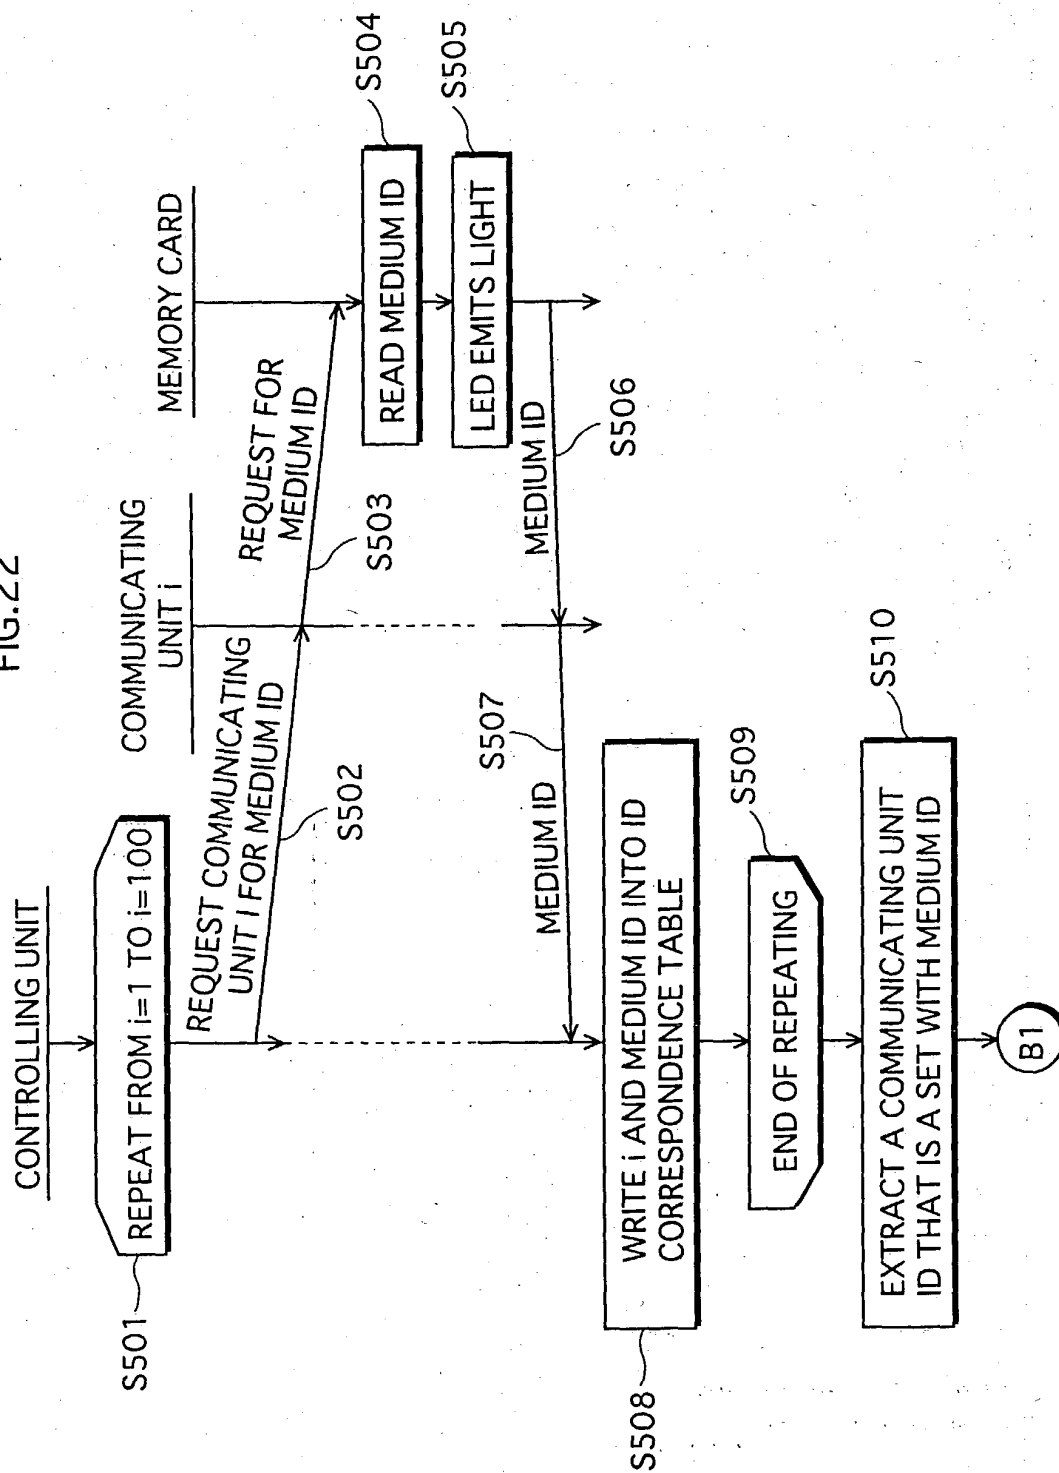 FIG.22
CONTROLLING UNIT
COMMUNICATING
UNIT i
MEMORY CARD
S501
REPEAT FROM i=1 TO i=100
REQUEST COMMUNICATING
UNIT i FOR MEDIUM ID
S502
REQUEST FOR
MEDIUM ID
S503
READ MEDIUM ID
S504
LED EMITS LIGHT
S505
MEDIUM ID
S506
MEDIUM ID
S507
WRITE i AND MEDIUM ID INTO ID
CORRESPONDENCE TABLE
S508
END OF REPEATING
S509
EXTRACT A COMMUNICATING UNIT
ID THAT IS A SET WITH MEDIUM ID
S510
B1